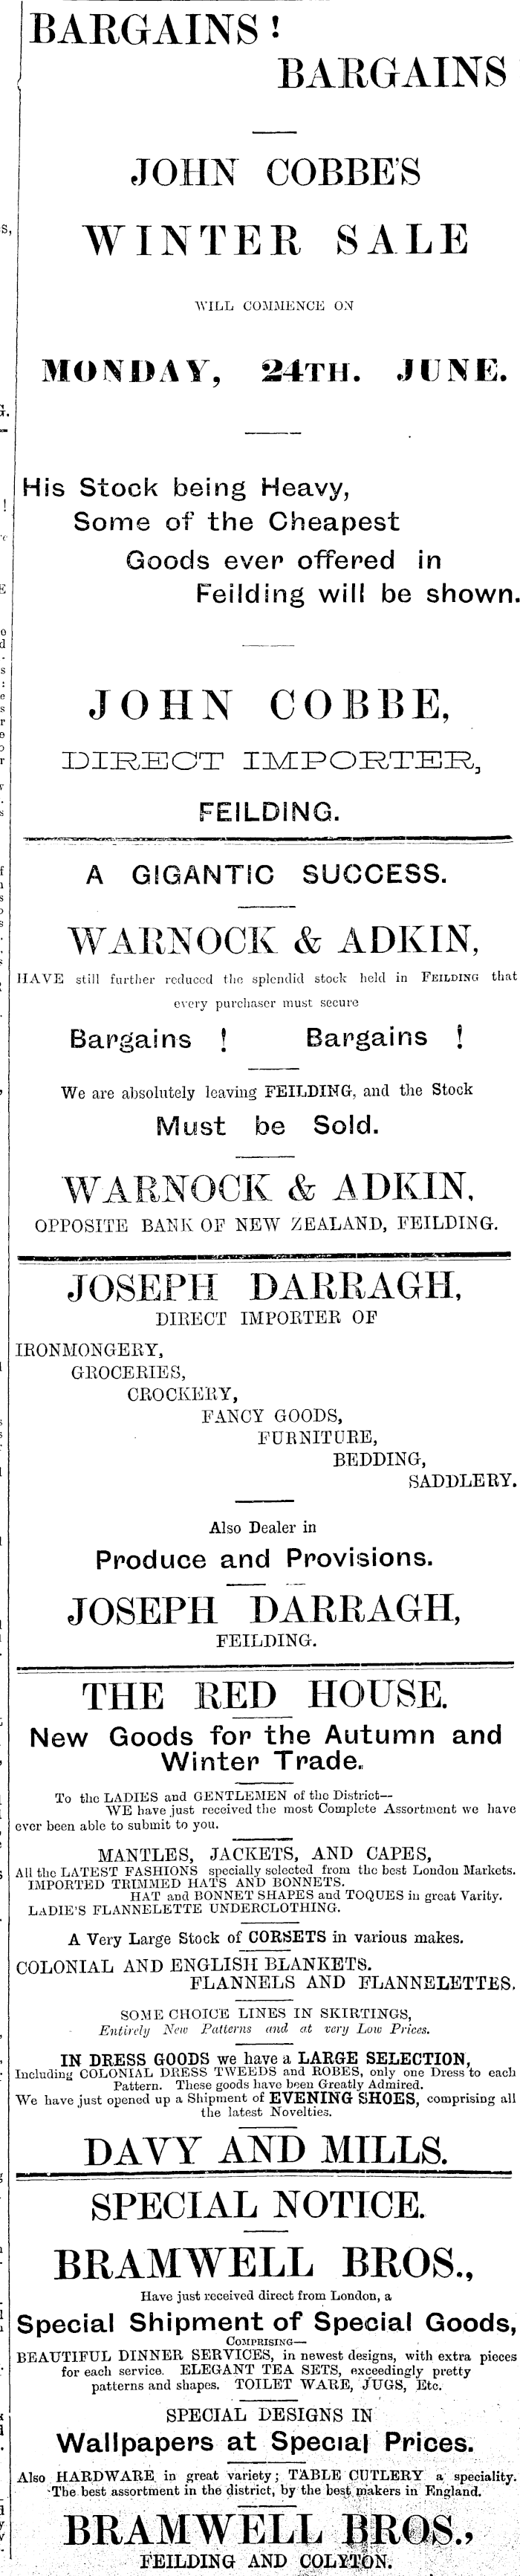 BARGAINS !
BARGAINS
JOHN COBBE'S
WINTER SALE
WILL COMMENCE ON
MONDAY, 24TH. JUNE.
His Stock being Heavy,
Some of the Cheapest
Goods ever offered in
Feilding will be shown.
JOHN COBBE,
DIRECT IMPORTER,
FEILDING.
A GIGANTIC SUCCESS.
WARNOCK & ADKIN,
HAVE still further reduced the splendid stock held in FEILDING that
every purchaser must secure
Bargains ! Bargains !
We are absolutely leaving FEILDING, and the Stock
Must be Sold.
WARNOCK & ADKIN,
OPPOSITE BANK OF NEW ZEALAND, FEILDING.
JOSEPH DARRAGH,
DIRECT IMPORTER OF
IRONMONGERY,
GROCERIES,
CROCKERY,
FANCY GOODS,
FURNITURE,
BEDDING,
SADDLERY.
Also Dealer in
Produce and Provisions.
JOSEPH DARRAGH,
FEILDING.
THE RED HOUSE.
New Goods for the Autumn and
Winter Trade.
To the LADIES and GENTLEMEN of the District—
WE have just received the most Complete Assortment we have
ever been able to submit to you.
MANTLES, JACKETS, AND CAPES,
All the LATEST FASHIONS specially selected from the best London Markets.
IMPORTED TRIMMED HATS AND BONNETS.
HAT and BONNET SHAPES and TOQUES in great Varity.
LADIE'S FLANNELETTE UNDERCLOTHING.
A Very Large Stock of CORSETS in various makes.
COLONIAL AND ENGLISH BLANKETS.
FLANNELS AND FLANNELETTES.
SOME CHOICE LINES IN SKIRTINGS,
Entirely New Patterns and at very Low Prices.
IN DRESS GOODS we have a LARGE SELECTION,
Including COLONIAL DRESS TWEEDS and ROBES, only one Dress to each
Pattern. These goods have been Greatly Admired.
We have just opened up a Shipment of EVENING SHOES, comprising all
the latest Novelties.
DAVY AND MILLS.
SPECIAL NOTICE.
BRAMWELL BROS.,
Have just received direct from London, a
Special Shipment of Special Goods,
COMPRISING—
BEAUTIFUL DINNER SERVICES, in newest designs, with extra pieces
for each service. ELEGANT TEA SETS, exceedingly pretty
patterns and shapes. TOILET WARE, JUGS, Etc.
SPECIAL DESIGNS IN
Wallpapers at Special Prices.
Also HARDWARE in great variety; TABLE CUTLERY a speciality.
The best assortment in the district, by the best makers in England.
BRAMWELL BROS.,
FEILDING AND COLYTON.